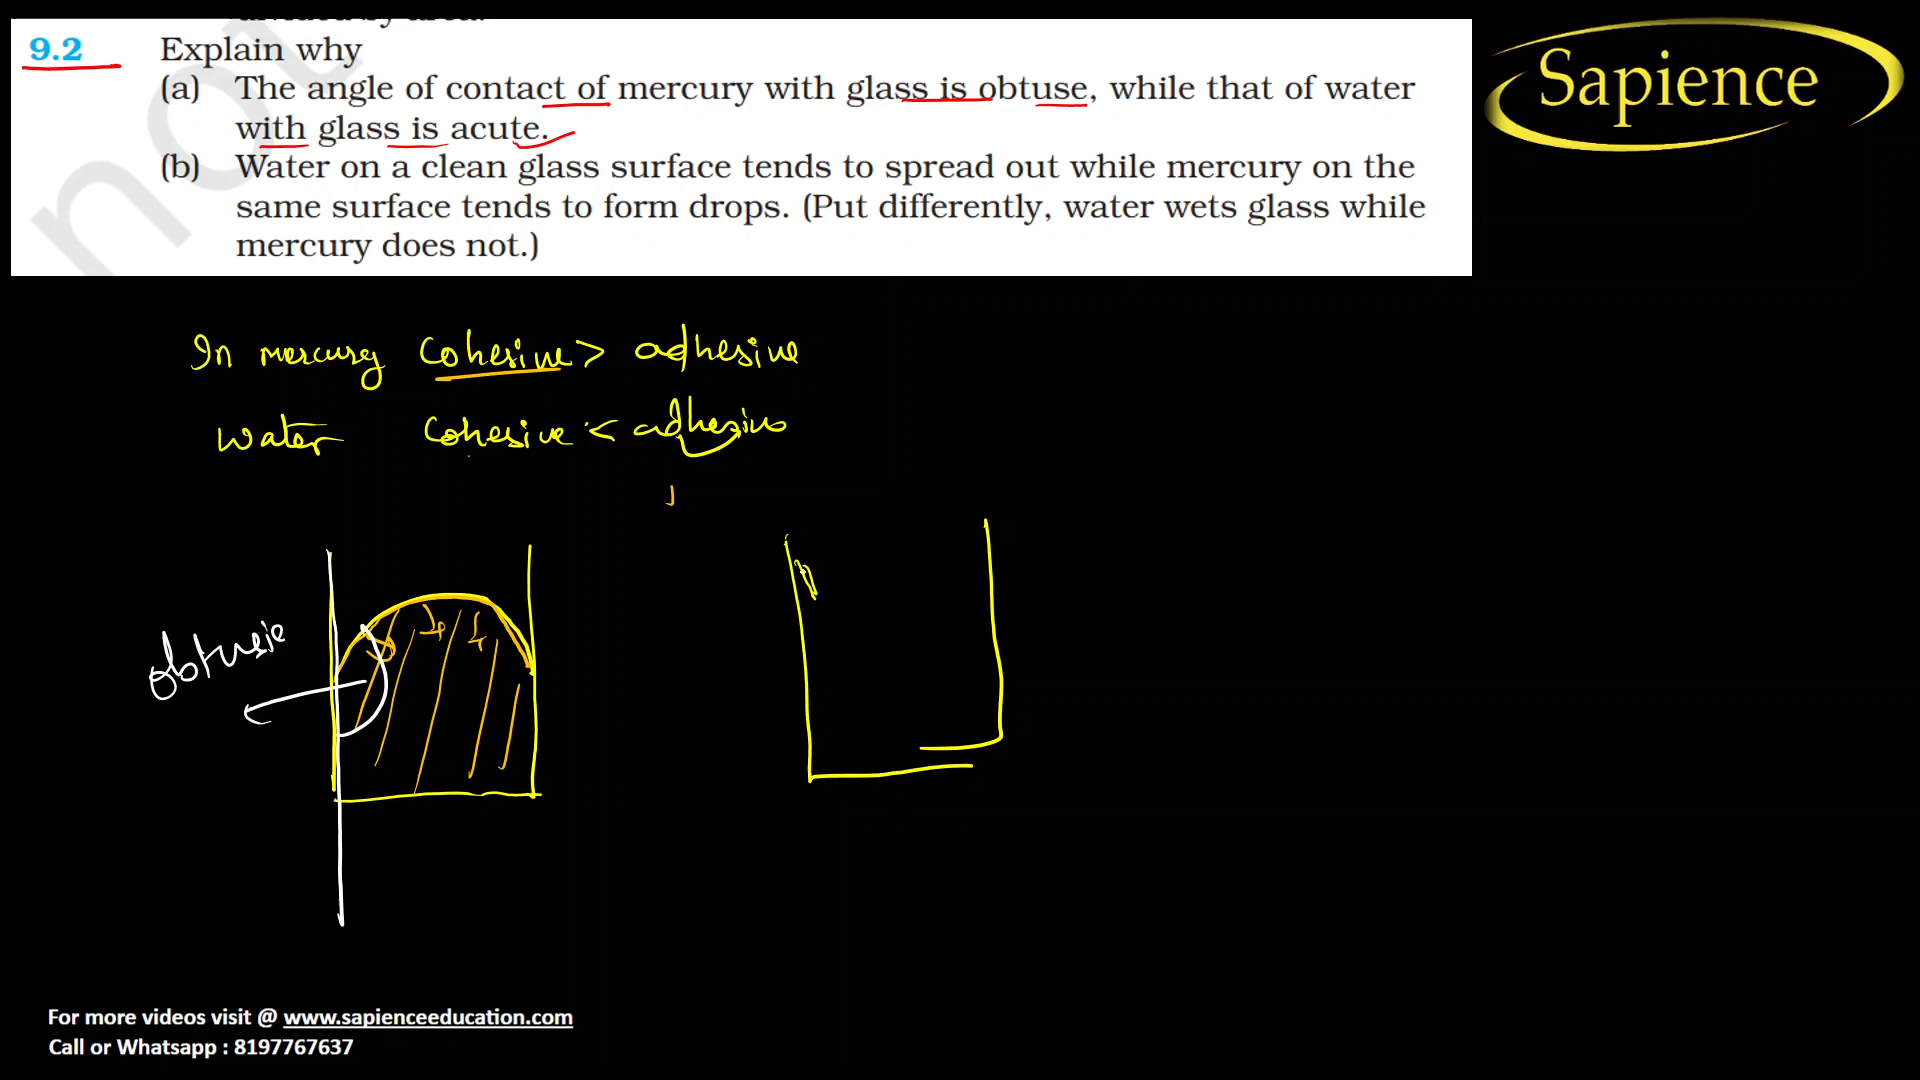 9.2 Explain why
(a) The angle of contact of mercury with glass is obtuse, while that of water
with glass is acute.
(b) Water on a clean glass surface tends to spread out while mercury on the
same surface tends to form drops. (Put differently, water wets glass while
mercury does not.)
Sapience
In mercury cohesive > adhesive
water cohesive < adhesive
obtusie
For more videos visit @ www.sapienceeducation.com
Call or Whatsapp : 8197767637